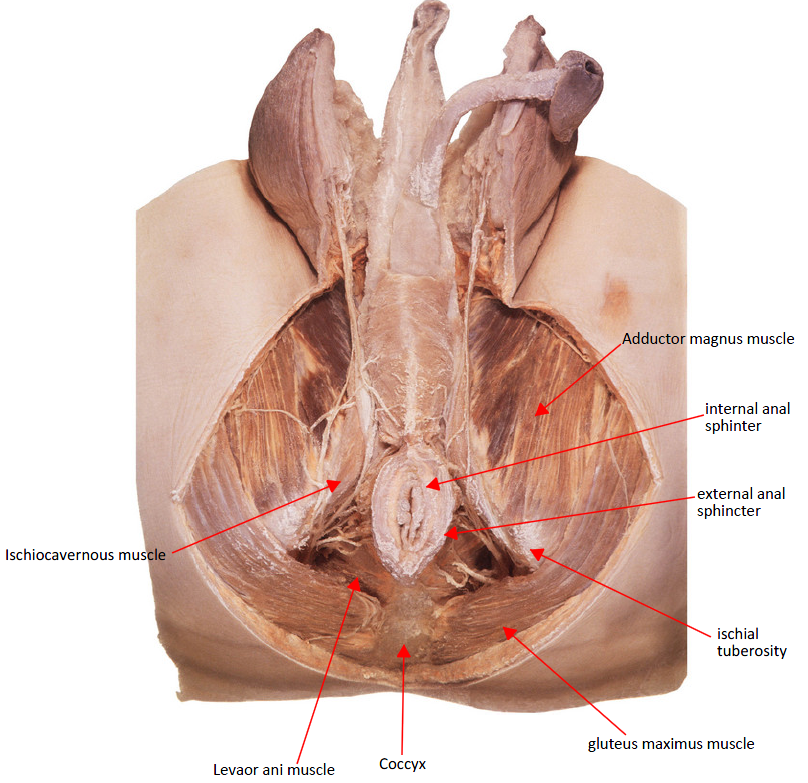 Adductor magnus muscle
internal anal
sphinter
external anal
sphincter
Ischiocavernous muscle
ischial
tuberosity
gluteus maximus muscle
Coccyx
Levaor ani muscle